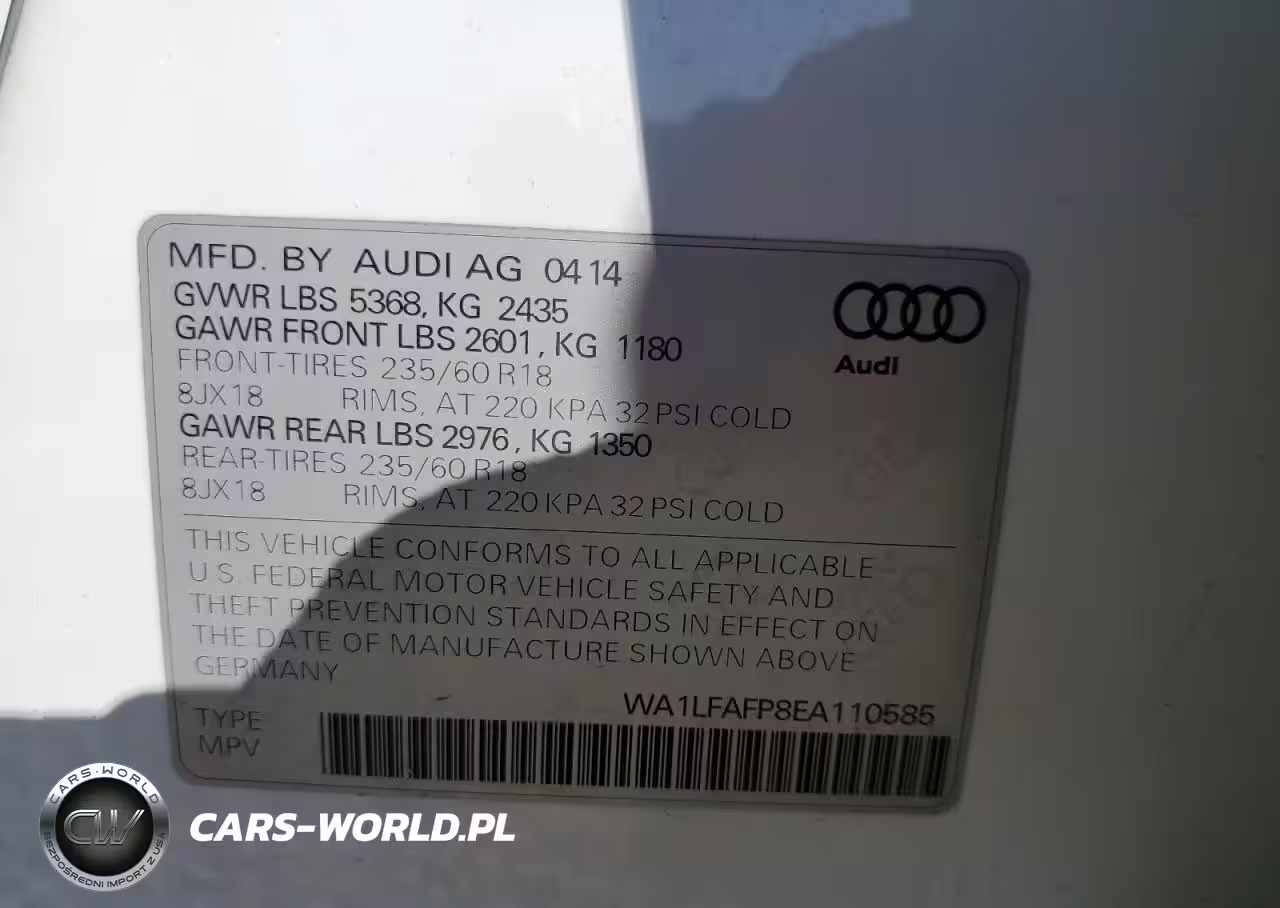 MFD. BY AUDI AG 04 14
GVWR LBS 5368, KG 2435
GAWR FRONT LBS 2601, KG 1180
FRONT-TIRES 235/60 R18
8JX18 RIMS, AT 220 KPA 32 PSI COLD
GAWR REAR LBS 2976, KG 1350
REAR-TIRES 235/60 R18
8JX18 RIMS, AT 220 KPA 32 PSI COLD
Audi
THIS VEHICLE CONFORMS TO ALL APPLICABLE
U.S. FEDERAL MOTOR VEHICLE SAFETY AND
THEFT PREVENTION STANDARDS IN EFFECT ON
THE DATE OF MANUFACTURE SHOWN ABOVE
GERMANY
WA1LFAFP8EA110585
TYPE
MPV
CARS-WORLD
CW
BEZPOŚREDNI IMPORT Z USA
CARS-WORLD.PL